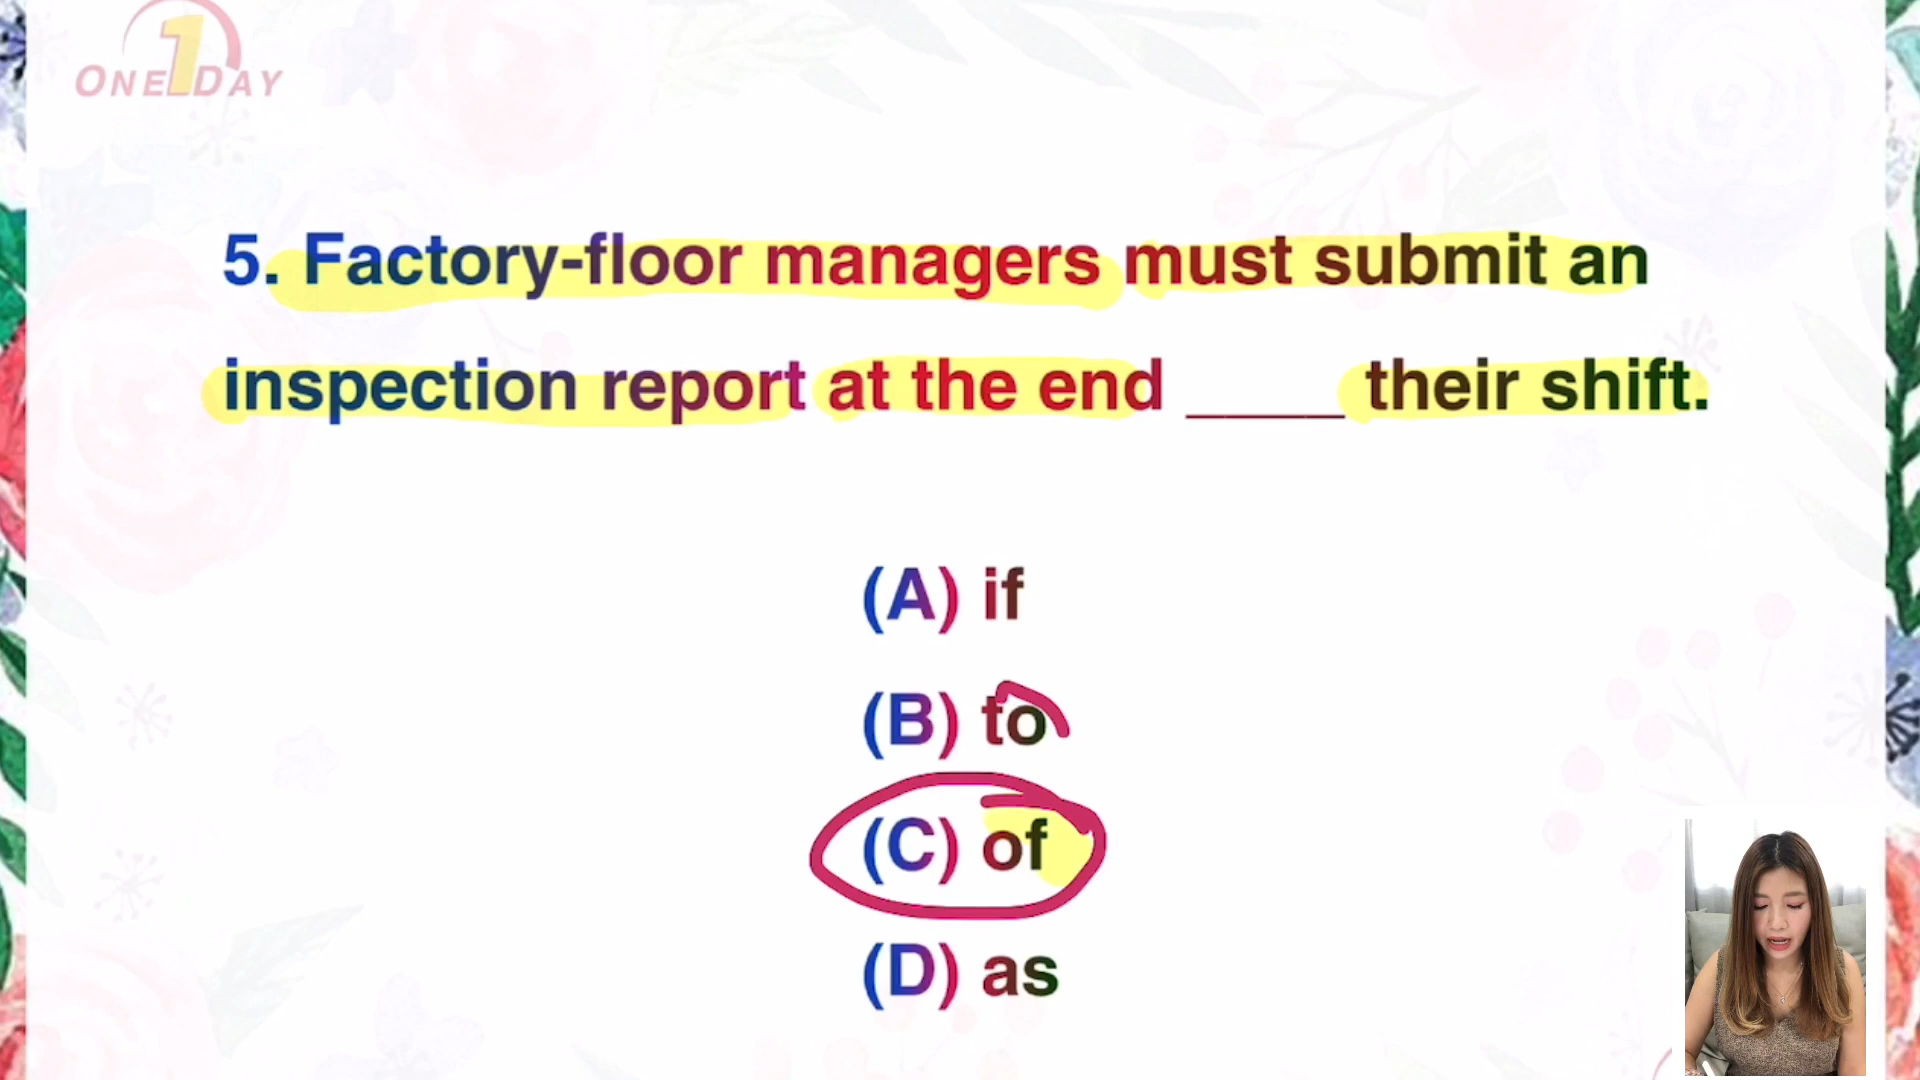 1
ONE DAY
5. Factory-floor managers must submit an
inspection report at the end _____ their shift.
(A) if
(B) to
(C) of
(D) as